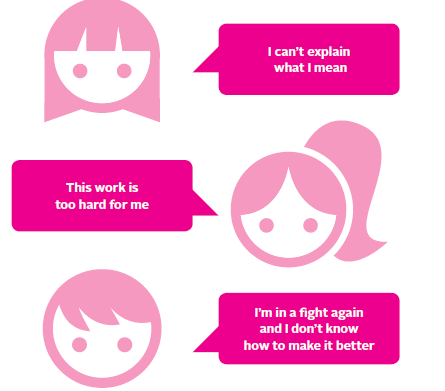 I can’t explain
what I mean
This work is
too hard for me
I’m in a fight again
and I don’t know
how to make it better